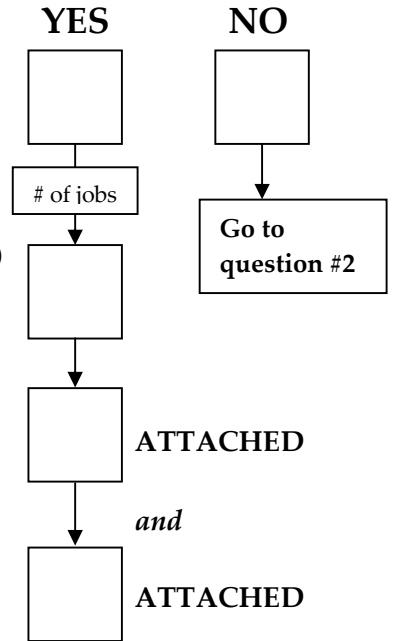 YES NO
# of jobs
Go to
question #2
)
ATTACHED
and
ATTACHED